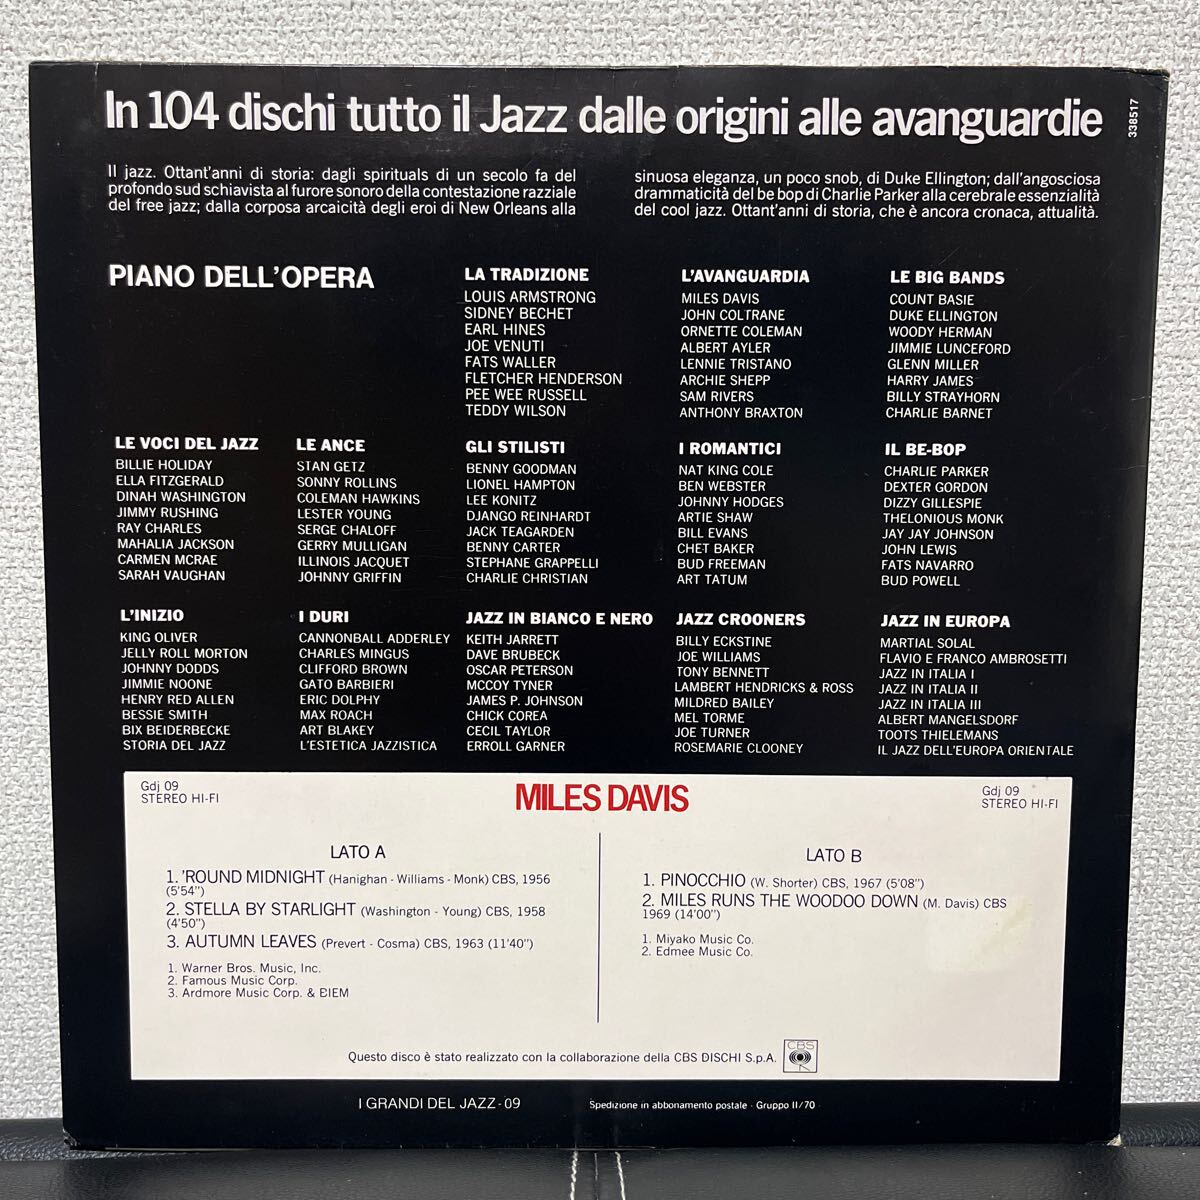 In 104 dischi tutto il Jazz dalle origini alle avanguardie
338517
Il jazz. Ottant'anni di storia: dagli spirituals di un secolo fa del
profondo sud schiavista al furore sonoro della contestazione razziale
del free jazz; dalla corposa arcaicità degli eroi di New Orleans alla
sinuosa eleganza, un poco snob, di Duke Ellington; dall'angosciosa
drammaticità del be bop di Charlie Parker alla cerebrale essenzialità
del cool jazz. Ottant'anni di storia, che è ancora cronaca, attualità.
PIANO DELL'OPERA
LA TRADIZIONE
LOUIS ARMSTRONG
SIDNEY BECHET
EARL HINES
JOE VENUTI
FATS WALLER
FLETCHER HENDERSON
PEE WEE RUSSELL
TEDDY WILSON
L'AVANGUARDIA
MILES DAVIS
JOHN COLTRANE
ORNETTE COLEMAN
ALBERT AYLER
LENNIE TRISTANO
ARCHIE SHEPP
SAM RIVERS
ANTHONY BRAXTON
LE BIG BANDS
COUNT BASIE
DUKE ELLINGTON
WOODY HERMAN
JIMMIE LUNCEFORD
GLENN MILLER
HARRY JAMES
BILLY STRAYHORN
CHARLIE BARNET
LE VOCI DEL JAZZ
BILLIE HOLIDAY
ELLA FITZGERALD
DINAH WASHINGTON
JIMMY RUSHING
RAY CHARLES
MAHALIA JACKSON
CARMEN MCRAE
SARAH VAUGHAN
LE ANCE
STAN GETZ
SONNY ROLLINS
COLEMAN HAWKINS
LESTER YOUNG
SERGE CHALOFF
GERRY MULLIGAN
ILLINOIS JACQUET
JOHNNY GRIFFIN
GLI STILISTI
BENNY GOODMAN
LIONEL HAMPTON
LEE KONITZ
DJANGO REINHARDT
JACK TEAGARDEN
BENNY CARTER
STEPHANE GRAPPELLI
CHARLIE CHRISTIAN
I ROMANTICI
NAT KING COLE
BEN WEBSTER
JOHNNY HODGES
ARTIE SHAW
BILL EVANS
CHET BAKER
BUD FREEMAN
ART TATUM
IL BE-BOP
CHARLIE PARKER
DEXTER GORDON
DIZZY GILLESPIE
THELONIOUS MONK
JAY JAY JOHNSON
JOHN LEWIS
FATS NAVARRO
BUD POWELL
L'INIZIO
KING OLIVER
JELLY ROLL MORTON
JOHNNY DODDS
JIMMIE NOONE
HENRY RED ALLEN
BESSIE SMITH
BIX BEIDERBECKE
STORIA DEL JAZZ
I DURI
CANNONBALL ADDERLEY
CHARLES MINGUS
CLIFFORD BROWN
GATO BARBIERI
ERIC DOLPHY
MAX ROACH
ART BLAKEY
L'ESTETICA JAZZISTICA
JAZZ IN BIANCO E NERO
KEITH JARRETT
DAVE BRUBECK
OSCAR PETERSON
MCCOY TYNER
JAMES P. JOHNSON
CHICK COREA
CECIL TAYLOR
ERROLL GARNER
JAZZ CROONERS
BILLY ECKSTINE
JOE WILLIAMS
TONY BENNETT
LAMBERT HENDRICKS & ROSS
MILDRED BAILEY
MEL TORME
JOE TURNER
ROSEMARIE CLOONEY
JAZZ IN EUROPA
MARTIAL SOLAL
FLAVIO E FRANCO AMBROSETTI
JAZZ IN ITALIA I
JAZZ IN ITALIA II
JAZZ IN ITALIA III
ALBERT MANGELSDORF
TOOTS THIELEMANS
IL JAZZ DELL'EUROPA ORIENTALE
Gdj 09
STEREO HI-FI
MILES DAVIS
Gdj 09
STEREO HI-FI
LATO A
1. 'ROUND MIDNIGHT (Hanighan - Williams - Monk) CBS, 1956
(5'54'')
2. STELLA BY STARLIGHT (Washington - Young) CBS, 1958
(4'50'')
3. AUTUMN LEAVES (Prevert - Cosma) CBS, 1963 (11'40'')
1. Warner Bros. Music, Inc.
2. Famous Music Corp.
3. Ardmore Music Corp. & BIEM
LATO B
1. PINOCCHIO (W. Shorter) CBS, 1967 (5'08'')
2. MILES RUNS THE WOODOO DOWN (M. Davis) CBS
1969 (14'00'')
1. Miyako Music Co.
2. Edmee Music Co.
Questo disco è stato realizzato con la collaborazione della CBS DISCHI S.p.A.
CBS
I GRANDI DEL JAZZ - 09
Spedizione in abbonamento postale - Gruppo II/70